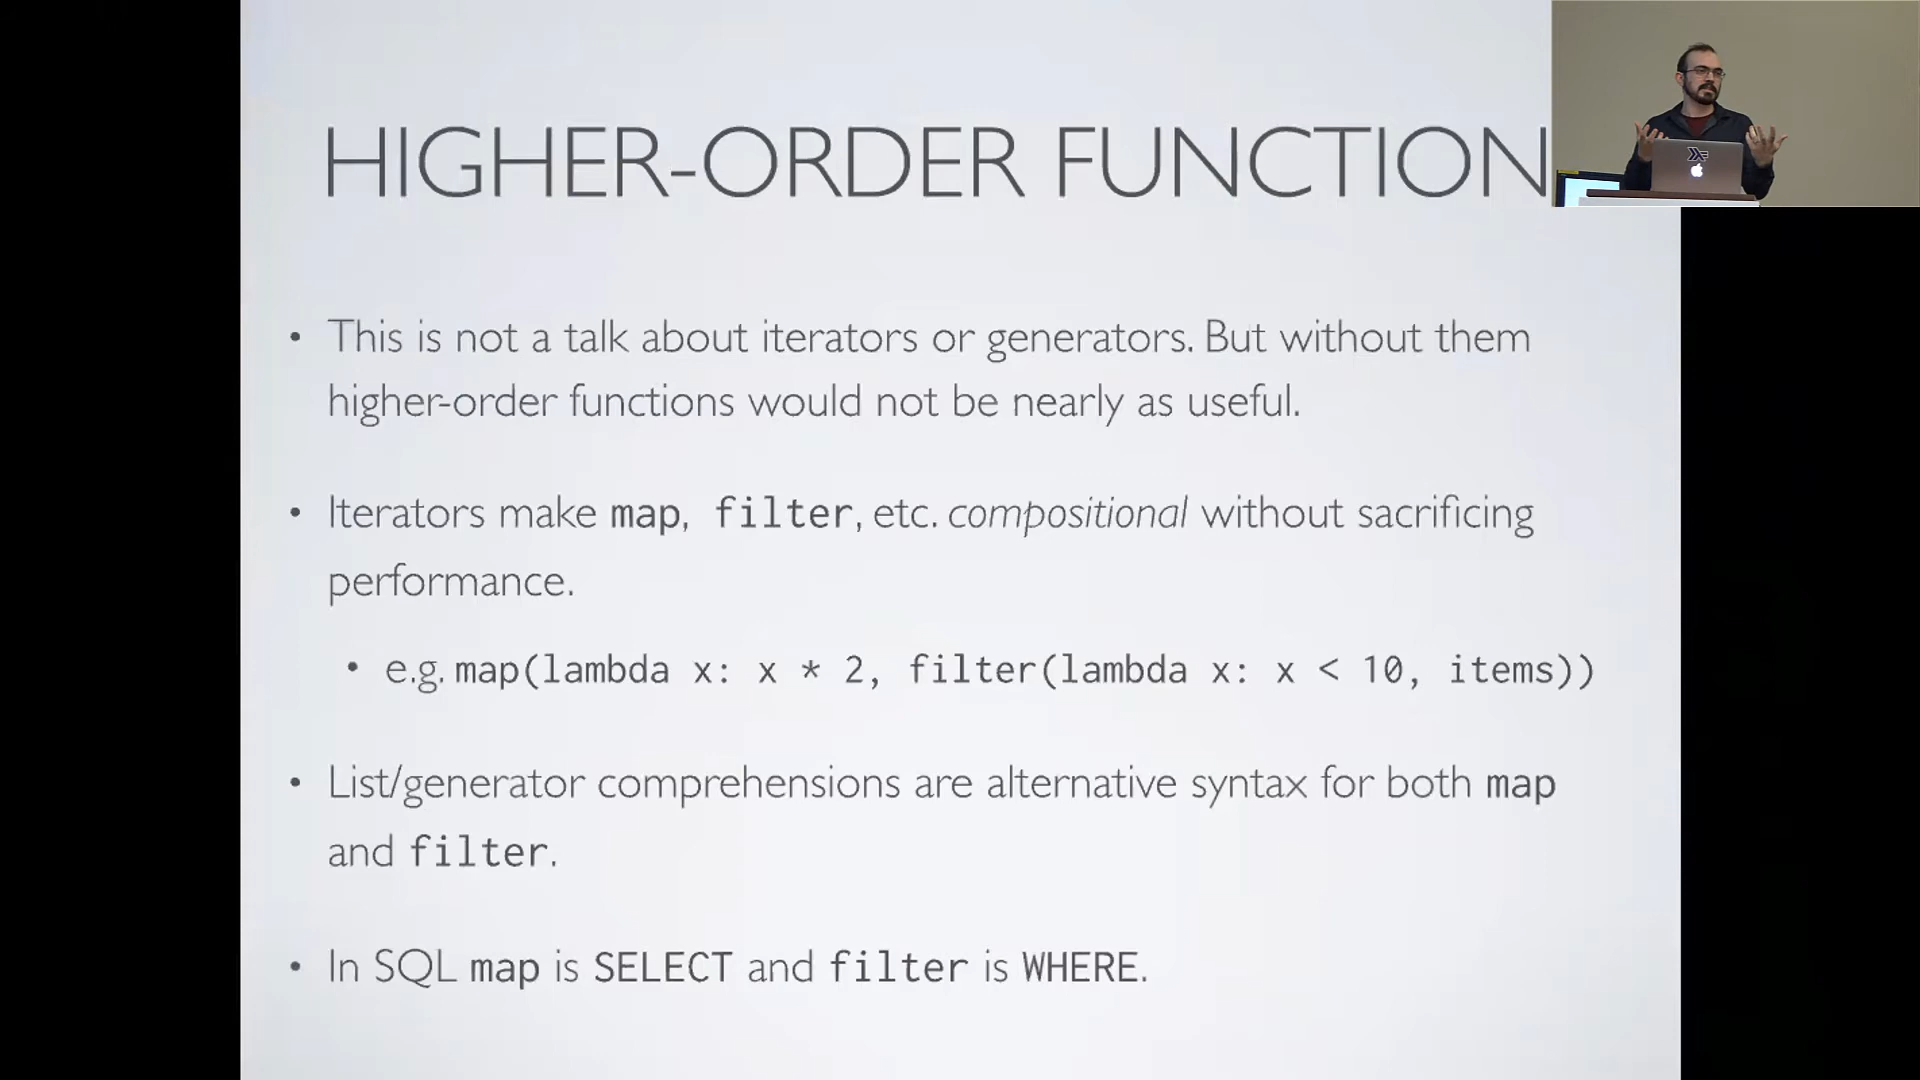 HIGHER-ORDER FUNCTION
• This is not a talk about iterators or generators. But without them
higher-order functions would not be nearly as useful.
• Iterators make map, filter, etc. compositional without sacrificing
performance.
• e.g. map(lambda x: x * 2, filter(lambda x: x < 10, items))
• List/generator comprehensions are alternative syntax for both map
and filter.
• In SQL map is SELECT and filter is WHERE.